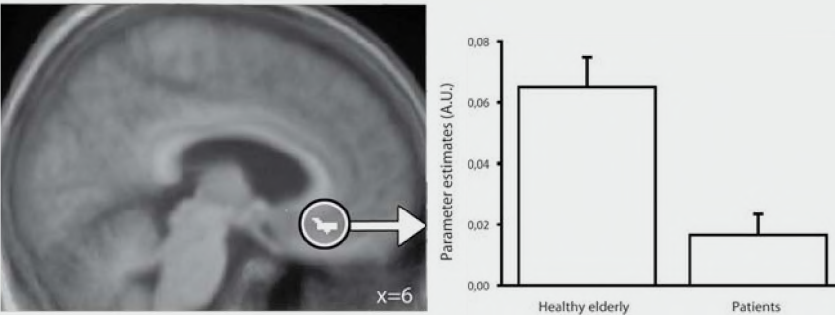 x=6
Parameter estimates (A.U.)
0,08
0,06
0,04
0,02
0,00
Healthy elderly
Patients